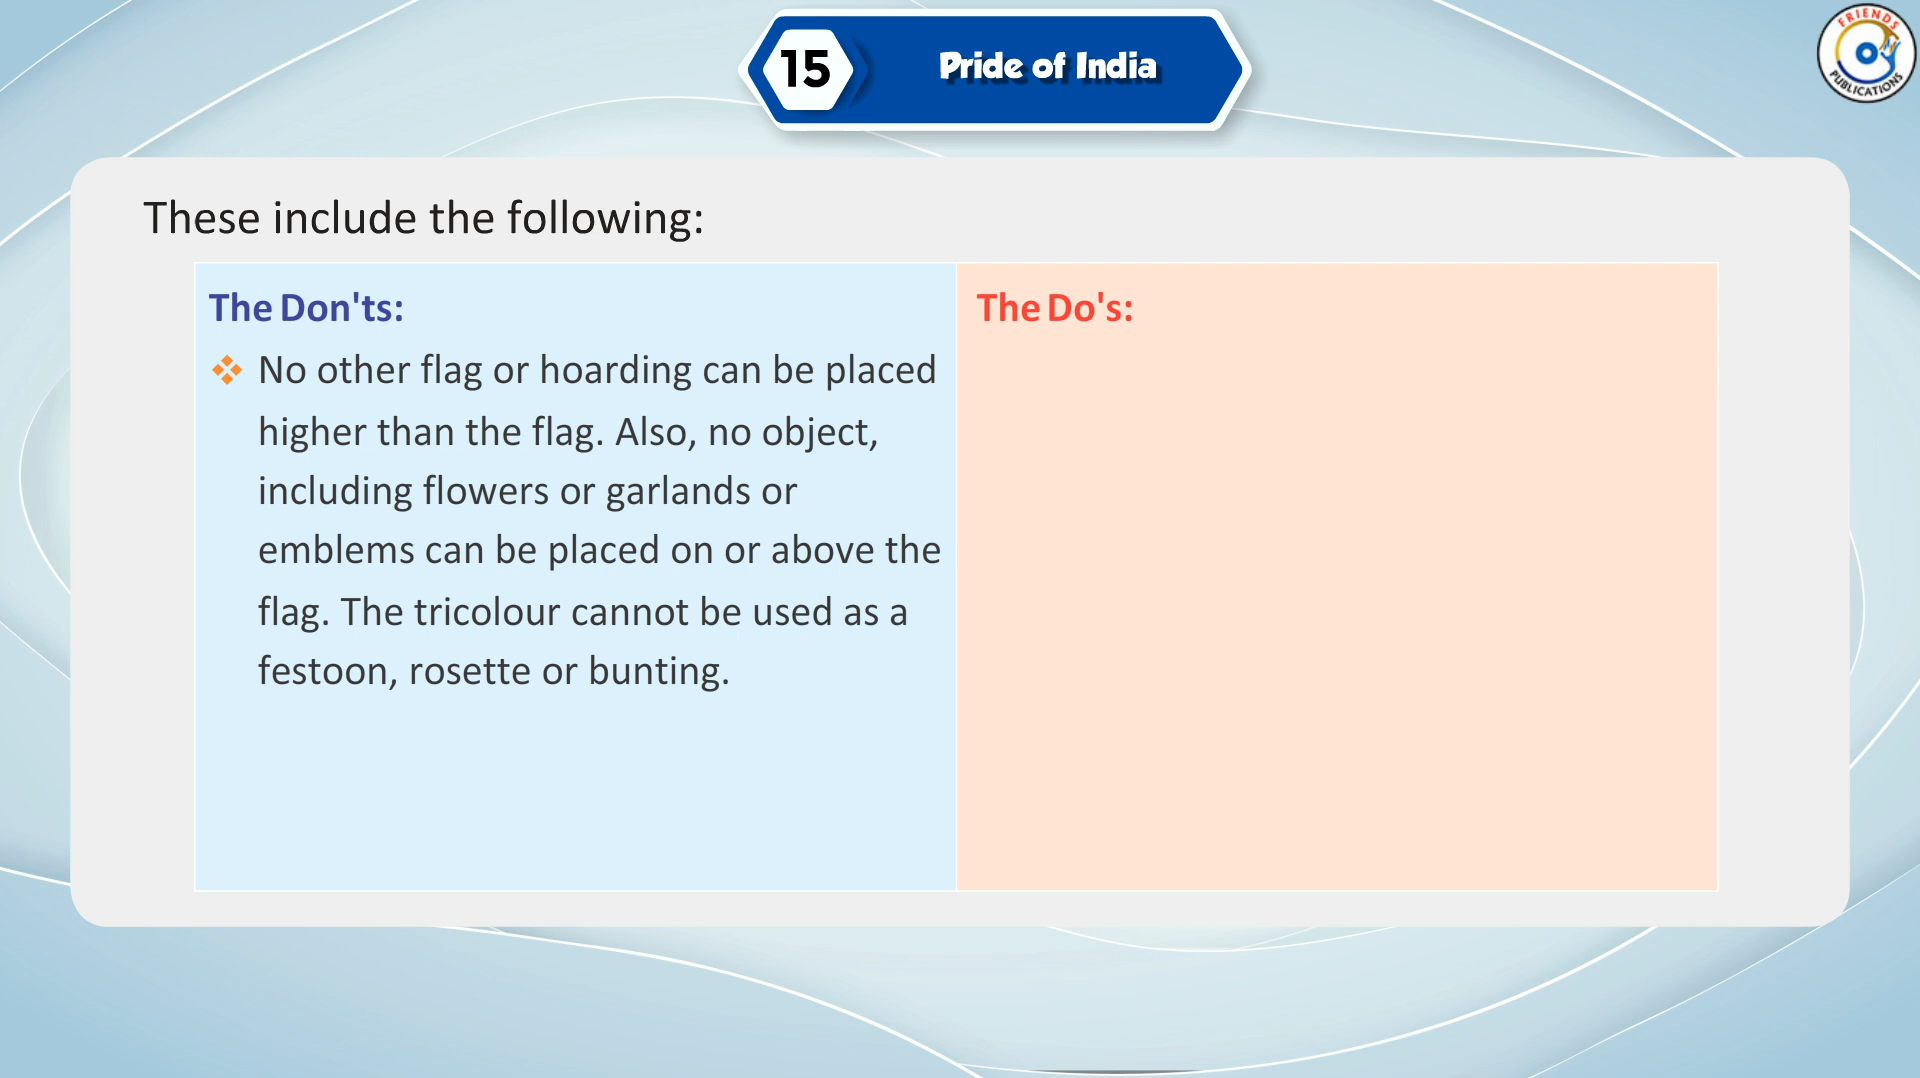 15
Pride of India
FRIENDS
PUBLICATIONS
These include the following:
The Don'ts:
No other flag or hoarding can be placed
higher than the flag. Also, no object,
including flowers or garlands or
emblems can be placed on or above the
flag. The tricolour cannot be used as a
festoon, rosette or bunting.
The Do's: